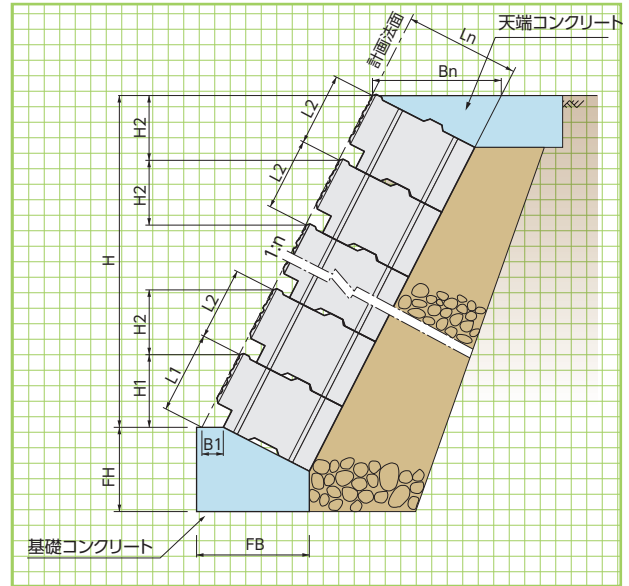 天端コンクリート
計画法面
Ln
Bn
L2
H2
L2
H2
H
1:n
L2
H2
L1
H1
B1
FH
基礎コンクリート
FB